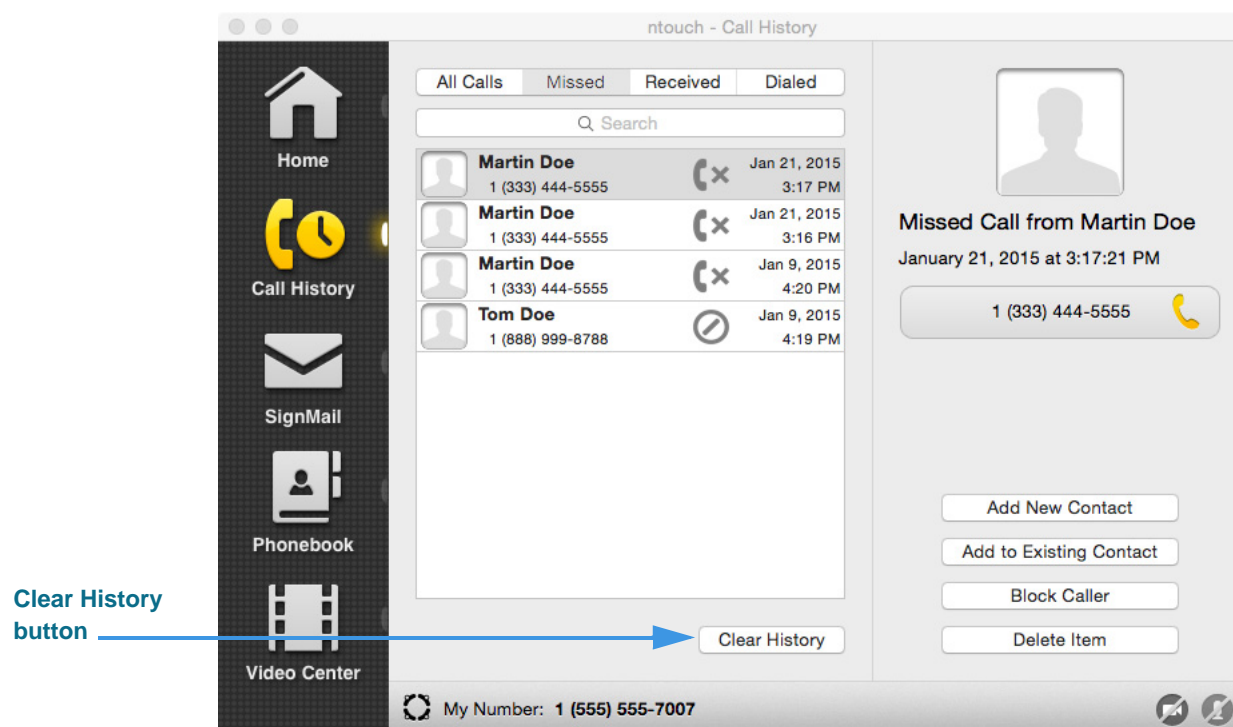 ntouch - Call History
Home
Call History
SignMail
Phonebook
Video Center
All Calls Missed Received Dialed
Search
Martin Doe Jan 21, 2015
1 (333) 444-5555 3:17 PM
Martin Doe Jan 21, 2015
1 (333) 444-5555 3:16 PM
Martin Doe Jan 9, 2015
1 (333) 444-5555 4:20 PM
Tom Doe Jan 9, 2015
1 (888) 999-8788 4:19 PM
Clear History
Missed Call from Martin Doe
January 21, 2015 at 3:17:21 PM
1 (333) 444-5555
Add New Contact
Add to Existing Contact
Block Caller
Delete Item
My Number: 1 (555) 555-7007
Clear History
button